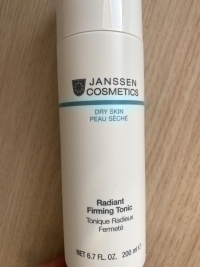 JANSSEN
COSMETICS
DRY SKIN
PEAU SÈCHE
Radiant
Firming Tonic
Tonique Radieux
Fermeté
NET 6.7 FL. OZ. 200 ml ℮